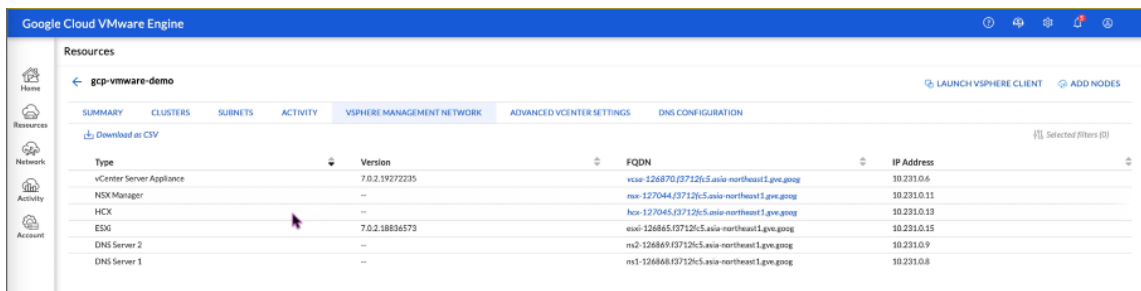 Google Cloud VMware Engine
Resources
gcp-vmware-demo
LAUNCH VSPHERE CLIENT ADD NODES
Home
Resources
Network
Activity
Account
SUMMARY CLUSTERS SUBNETS ACTIVITY VSPHERE MANAGEMENT NETWORK ADVANCED VCENTER SETTINGS DNS CONFIGURATION
Download as CSV Selected filters (0)
Type Version FQDN IP Address
vCenter Server Appliance 7.0.2.19272235 vcsa-126870.f3712fc5.asia-northeast1.gve.goog 10.231.0.6
NSX Manager -- nsx-127044.f3712fc5.asia-northeast1.gve.goog 10.231.0.11
HCX -- hcx-127045.f3712fc5.asia-northeast1.gve.goog 10.231.0.13
ESXi 7.0.2.18836573 esxi-126865.f3712fc5.asia-northeast1.gve.goog 10.231.0.15
DNS Server 2 -- ns2-126869.f3712fc5.asia-northeast1.gve.goog 10.231.0.9
DNS Server 1 -- ns1-126868.f3712fc5.asia-northeast1.gve.goog 10.231.0.8